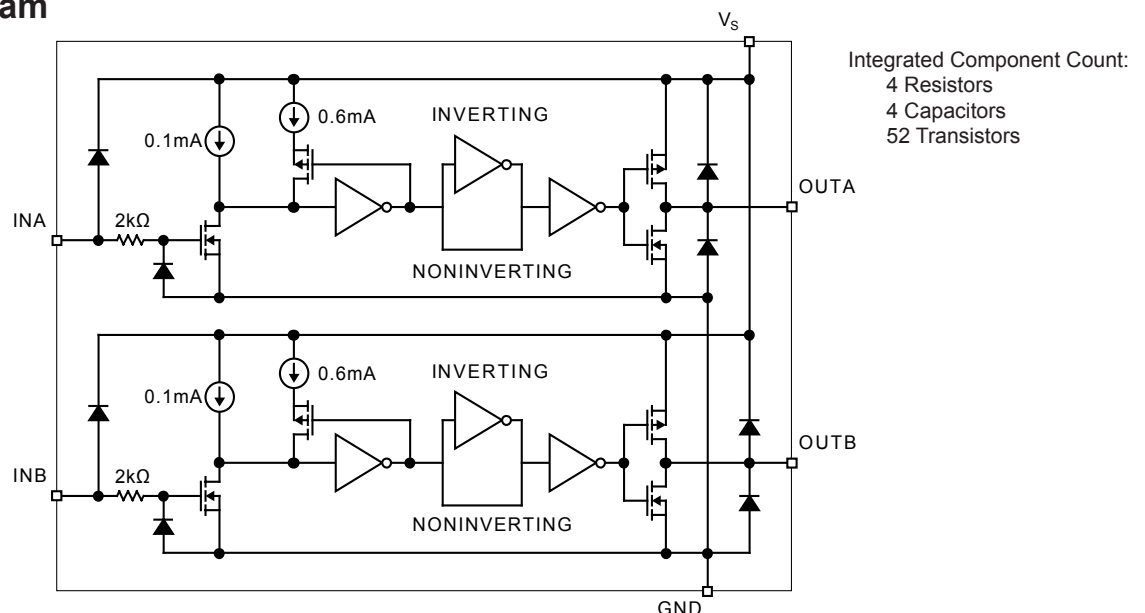 am
V_S
Integrated Component Count:
4 Resistors
4 Capacitors
52 Transistors
0.6mA
INVERTING
0.1mA
OUTA
INA
2kΩ
NONINVERTING
0.6mA
INVERTING
0.1mA
OUTB
INB
2kΩ
NONINVERTING
GND